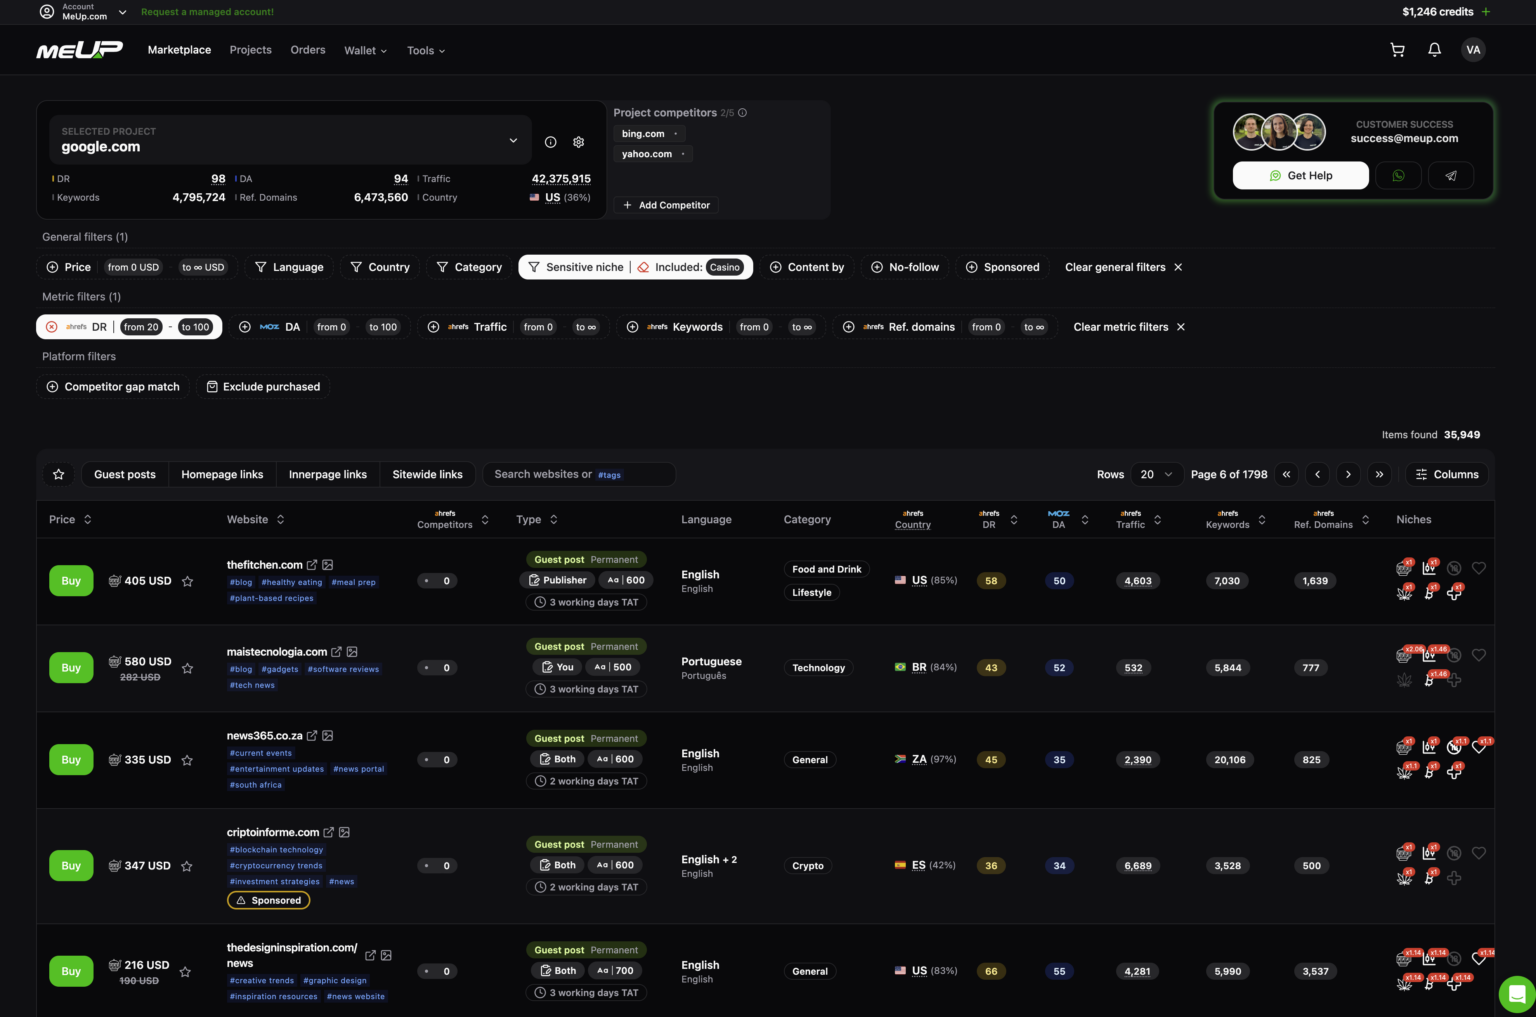 Account
MeUp.com
Request a managed account!
$1,246 credits +
meUP
Marketplace Projects Orders Wallet Tools
VA
SELECTED PROJECT
google.com
DR 98 DA 94 Traffic 42,375,915
Keywords 4,795,724 Ref. Domains 6,473,560 Country US (36%)
Project competitors 2/5
bing.com
yahoo.com
+ Add Competitor
CUSTOMER SUCCESS
success@meup.com
Get Help
General filters (1)
Price from 0 USD to ∞ USD Language Country Category Sensitive niche | Included: Casino Content by No-follow Sponsored Clear general filters ×
Metric filters (1)
ahrefs DR | from 20 - to 100 MOZ DA from 0 to 100 ahrefs Traffic from 0 to ∞ ahrefs Keywords from 0 to ∞ ahrefs Ref. domains from 0 to ∞ Clear metric filters ×
Platform filters
Competitor gap match Exclude purchased
Items found 35,949
Guest posts Homepage links Innerpage links Sitewide links Search websites or #tags Rows 20 Page 6 of 1798 « ‹ › » Columns
Price Website ahrefs Competitors Type Language Category ahrefs Country ahrefs DR MOZ DA ahrefs Traffic ahrefs Keywords ahrefs Ref. Domains Niches
Buy 405 USD
thefitchen.com
#blog #healthy eating #meal prep
#plant-based recipes
0
Guest post Permanent
Publisher Aa | 600
3 working days TAT
English
English
Food and Drink
Lifestyle
US (85%) 58 50 4,603 7,030 1,639
x1 x1
x1 x1 x1
Buy 580 USD
282 USD
maistecnologia.com
#blog #gadgets #software reviews
#tech news
0
Guest post Permanent
You Aa | 500
3 working days TAT
Portuguese
Português
Technology
BR (84%) 43 52 532 5,844 777
x2.06 x1.46
x1.46
Buy 335 USD
news365.co.za
#current events
#entertainment updates #news portal
#south africa
0
Guest post Permanent
Both Aa | 600
2 working days TAT
English
English
General
ZA (97%) 45 35 2,390 20,106 825
x1 x1 x1.1 x1.1
x1.1 x1 x1
Buy 347 USD
criptoinforme.com
#blockchain technology
#cryptocurrency trends
#investment strategies #news
Sponsored
0
Guest post Permanent
Both Aa | 600
2 working days TAT
English + 2
English
Crypto
ES (42%) 36 34 6,689 3,528 500
x1 x1
x1 x1
Buy 216 USD
190 USD
thedesigninspiration.com/
news
#creative trends #graphic design
#inspiration resources #news website
0
Guest post Permanent
Both Aa | 700
3 working days TAT
English
English
General
US (83%) 66 55 4,281 5,990 3,537
x1.14 x1.14 x1.14
x1.14 x1.14 x1.14